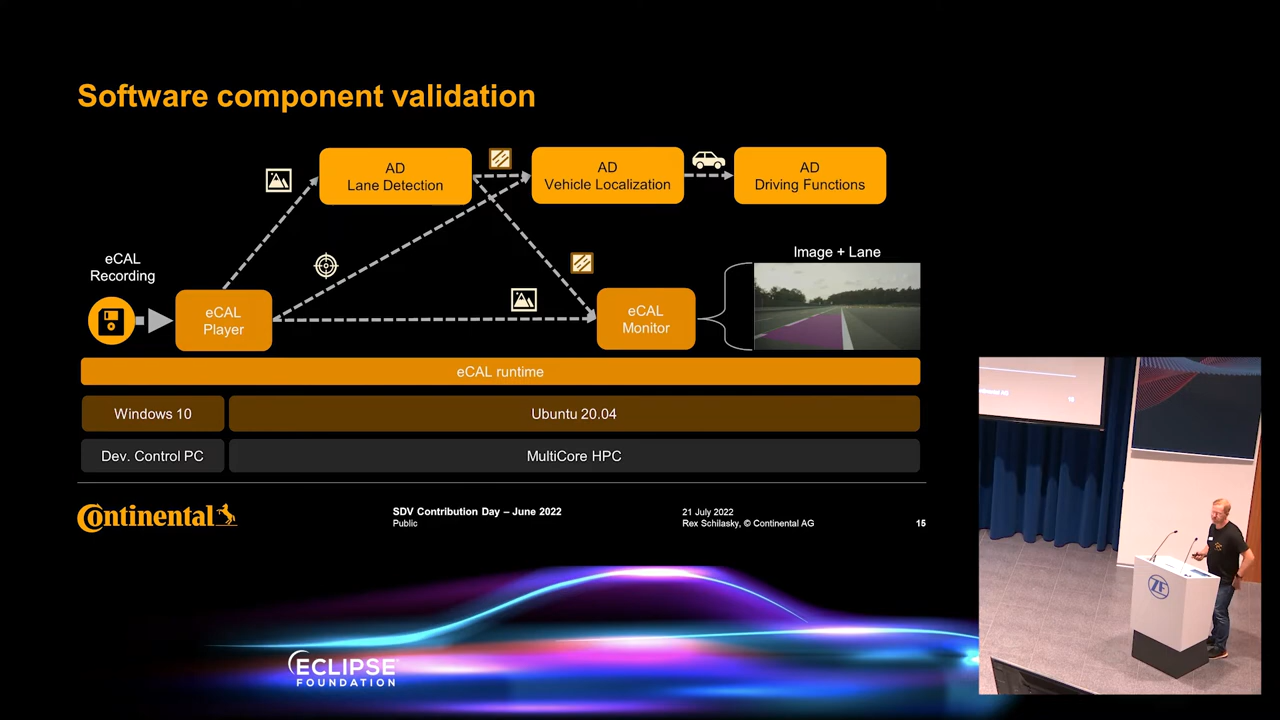 Software component validation
AD
Lane Detection
AD
Vehicle Localization
AD
Driving Functions
eCAL
Recording
eCAL
Player
eCAL
Monitor
Image + Lane
eCAL runtime
Windows 10
Ubuntu 20.04
Dev. Control PC
MultiCore HPC
Continental
SDV Contribution Day – June 2022
Public
21 July 2022
Rex Schilasky, © Continental AG
15
ZF
ECLIPSE
FOUNDATION